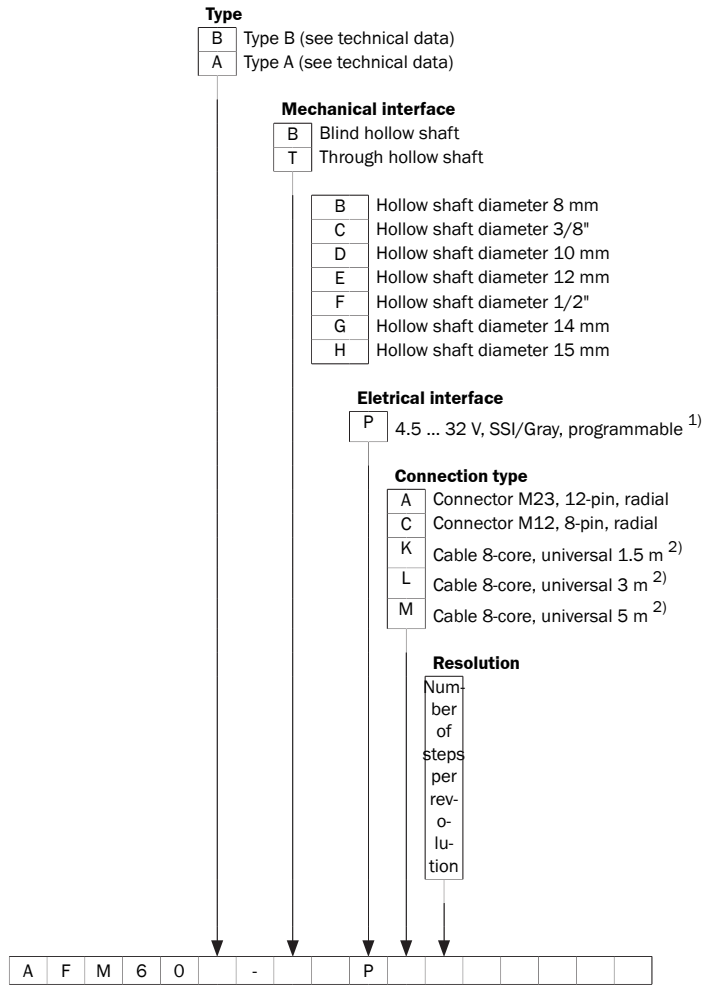 Type
B Type B (see technical data)
A Type A (see technical data)
Mechanical interface
B Blind hollow shaft
T Through hollow shaft
B Hollow shaft diameter 8 mm
C Hollow shaft diameter 3/8"
D Hollow shaft diameter 10 mm
E Hollow shaft diameter 12 mm
F Hollow shaft diameter 1/2"
G Hollow shaft diameter 14 mm
H Hollow shaft diameter 15 mm
Eletrical interface
P 4.5 ... 32 V, SSI/Gray, programmable 1)
Connection type
A Connector M23, 12-pin, radial
C Connector M12, 8-pin, radial
K Cable 8-core, universal 1.5 m 2)
L Cable 8-core, universal 3 m 2)
M Cable 8-core, universal 5 m 2)
Resolution
Num-
ber
of
steps
per
rev-
o-
lu-
tion
A F M 6 0 - P